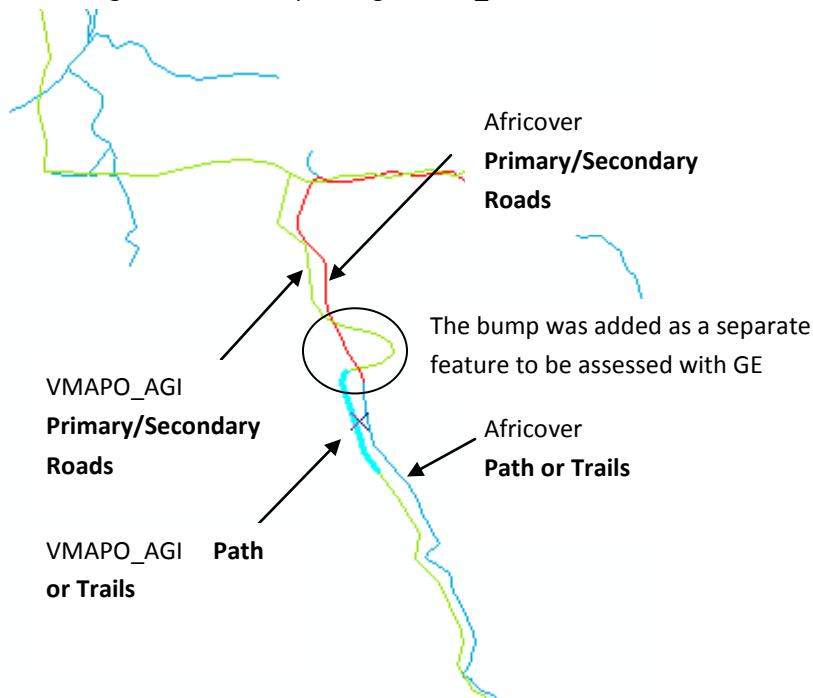 Africover
Primary/Secondary
Roads
The bump was added as a separate
feature to be assessed with GE
VMAPO_AGI
Primary/Secondary
Roads
Africover
Path or Trails
VMAPO_AGI Path
or Trails